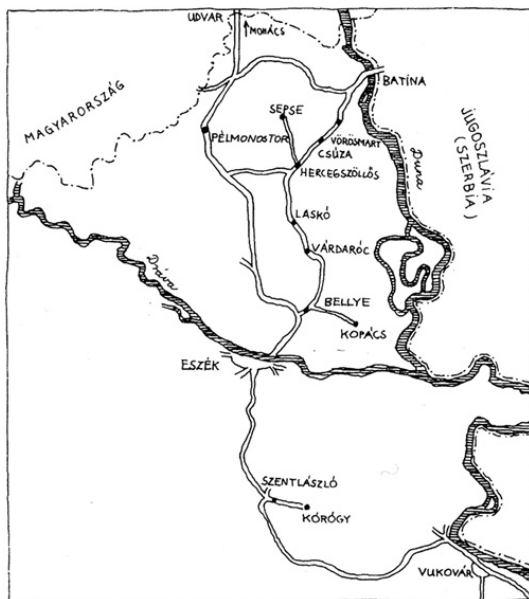 UDVAR
MOHÁCS
BATÍNA
MAGYARORSZÁG
SEPSE
JUGOSZLÁVIA
(SZERBIA)
PÉLMONOSTOR
VÖRÖSMART
CSÚZA
Duna
HERCEGSZÖLLŐS
LASKÓ
VÁRDARÓC
Dráva
BELLYE
KOPÁCS
ESZÉK
SZENTLÁSZLÓ
KÓRÓGY
VUKOVÁR